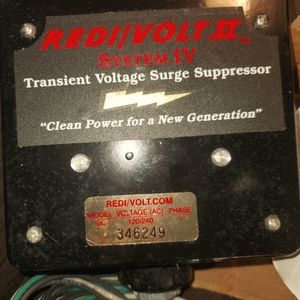 REDI//VOLT II
SYSTEM IV
Transient Voltage Surge Suppressor
"Clean Power for a New Generation"
REDI/VOLT.COM
MODEL VOLTAGE (AC) PHASE
120/240 1
346249